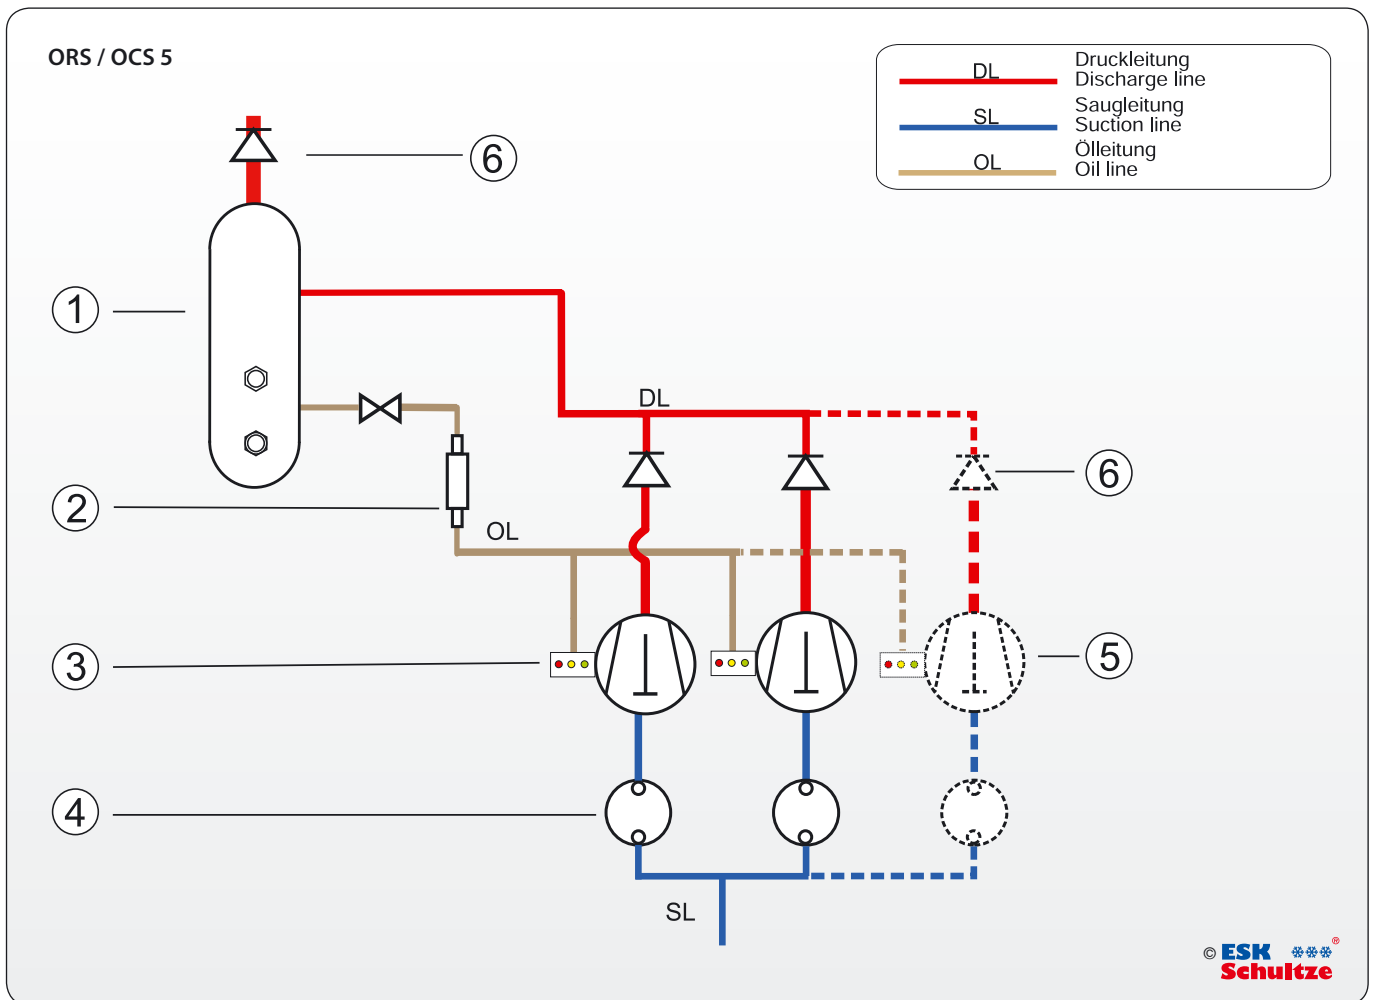 ORS / OCS 5
DL
Druckleitung
Discharge line
SL
Saugleitung
Suction line
OL
Ölleitung
Oil line
6
1
DL
6
2
OL
3
5
4
SL
© ESK ®
Schultze